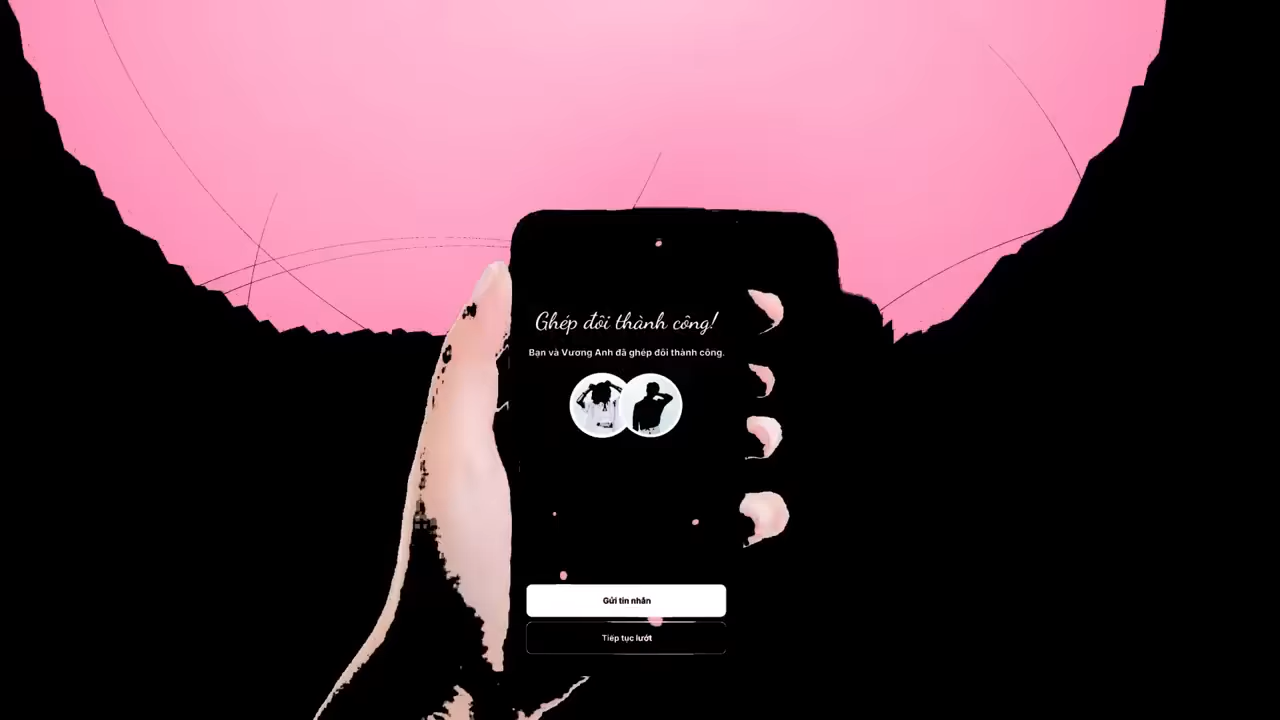 Ghép đôi thành công!
Bạn và Vương Anh đã ghép đôi thành công.
Gửi tin nhắn
Tiếp tục lướt